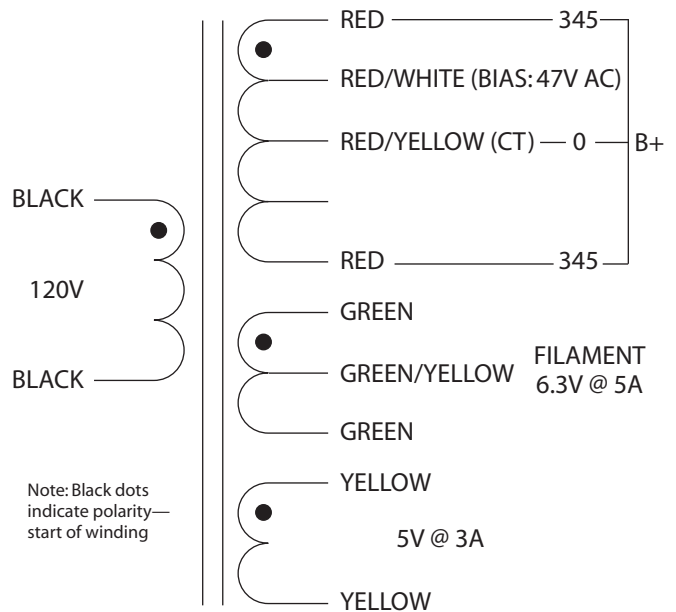 RED 345
RED/WHITE (BIAS: 47V AC)
RED/YELLOW (CT) 0 B+
BLACK
120V
RED 345
GREEN
FILAMENT
BLACK GREEN/YELLOW 6.3V @ 5A
GREEN
YELLOW
Note: Black dots
indicate polarity—
start of winding
5V @ 3A
YELLOW